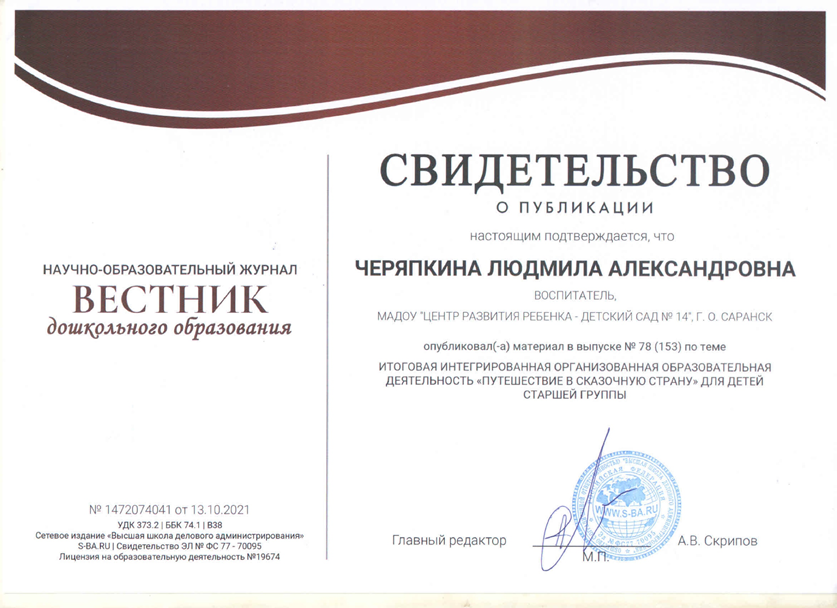 СВИДЕТЕЛЬСТВО
О ПУБЛИКАЦИИ
настоящим подтверждается, что
ЧЕРЯПКИНА ЛЮДМИЛА АЛЕКСАНДРОВНА
ВОСПИТАТЕЛЬ,
МАДОУ "ЦЕНТР РАЗВИТИЯ РЕБЕНКА - ДЕТСКИЙ САД № 14", Г. О. САРАНСК
опубликовал(-а) материал в выпуске № 78 (153) по теме
ИТОГОВАЯ ИНТЕГРИРОВАННАЯ ОРГАНИЗОВАННАЯ ОБРАЗОВАТЕЛЬНАЯ
ДЕЯТЕЛЬНОСТЬ «ПУТЕШЕСТВИЕ В СКАЗОЧНУЮ СТРАНУ» ДЛЯ ДЕТЕЙ
СТАРШЕЙ ГРУППЫ
НАУЧНО-ОБРАЗОВАТЕЛЬНЫЙ ЖУРНАЛ
ВЕСТНИК
дошкольного образования
№ 1472074041 от 13.10.2021
УДК 373.2 | ББК 74.1 | В38
Сетевое издание «Высшая школа делового администрирования»
S-BA.RU | Свидетельство ЭЛ № ФС 77 - 70095
Лицензия на образовательную деятельность №19674
Главный редактор
М.П.
А.В. Скрипов
WWW.S-BA.RU